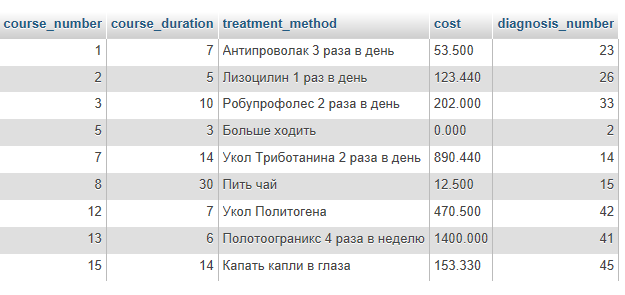 course_number course_duration treatment_method cost diagnosis_number
1 7 Антипроволак 3 раза в день 53.500 23
2 5 Лизоцилин 1 раз в день 123.440 26
3 10 Робупрофолес 2 раза в день 202.000 33
5 3 Больше ходить 0.000 2
7 14 Укол Триботанина 2 раза в день 890.440 14
8 30 Пить чай 12.500 15
12 7 Укол Политогена 470.500 42
13 6 Полотоограникс 4 раза в неделю 1400.000 41
15 14 Капать капли в глаза 153.330 45